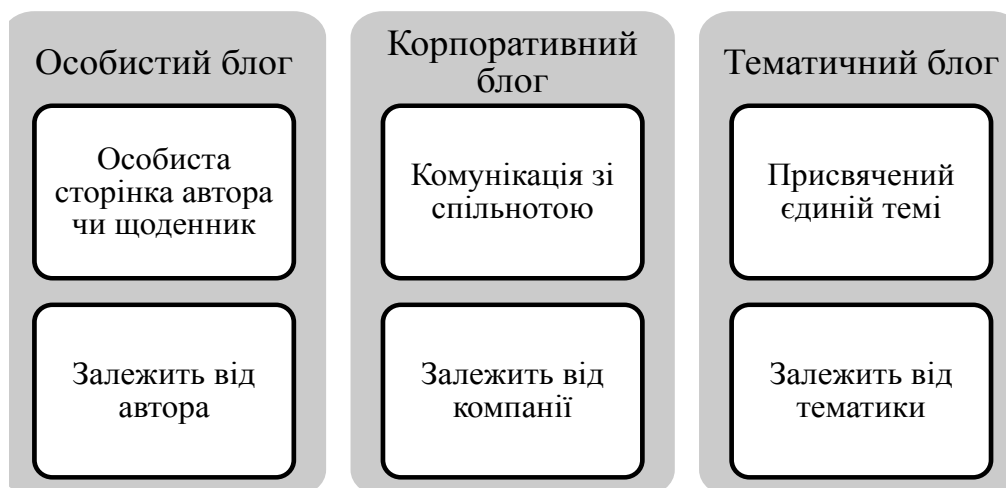 Особистий блог
Особиста
сторінка автора
чи щоденник
Залежить від
автора
Корпоративний
блог
Комунікація зі
спільнотою
Залежить від
компанії
Тематичний блог
Присвячений
єдиній темі
Залежить від
тематики